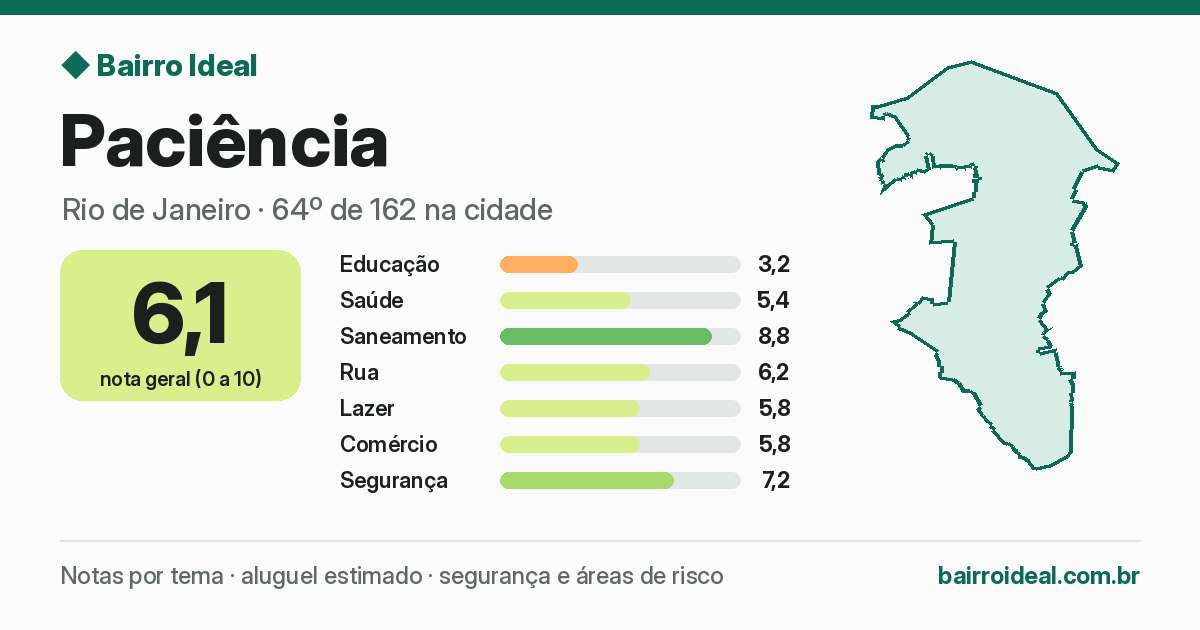 Bairro Ideal
Paciência
Rio de Janeiro · 64º de 162 na cidade
6,1
nota geral (0 a 10)
Educação 3,2
Saúde 5,4
Saneamento 8,8
Rua 6,2
Lazer 5,8
Comércio 5,8
Segurança 7,2
Notas por tema · aluguel estimado · segurança e áreas de risco
bairroideal.com.br